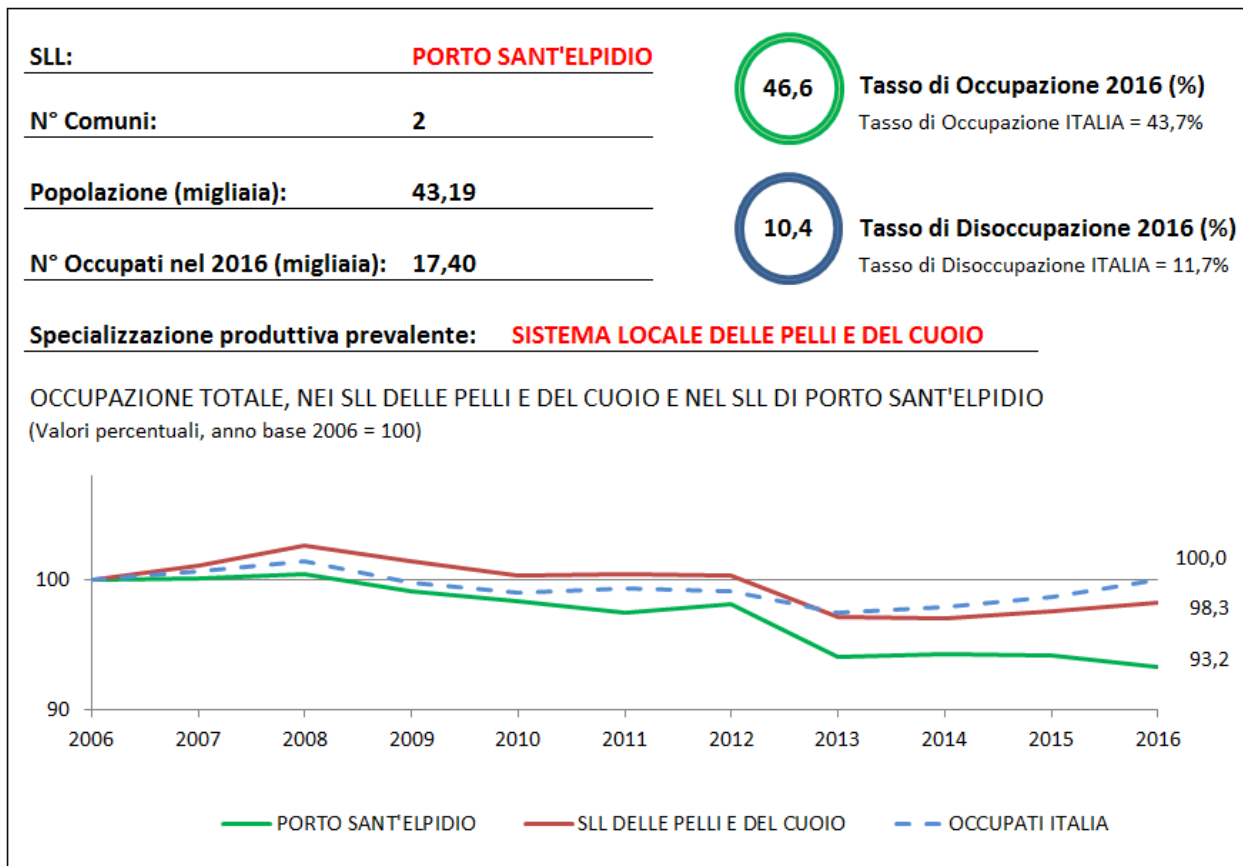 SLL: PORTO SANT'ELPIDIO
N° Comuni: 2
Popolazione (migliaia): 43,19
N° Occupati nel 2016 (migliaia): 17,40
46,6 Tasso di Occupazione 2016 (%)
Tasso di Occupazione ITALIA = 43,7%
10,4 Tasso di Disoccupazione 2016 (%)
Tasso di Disoccupazione ITALIA = 11,7%
Specializzazione produttiva prevalente: SISTEMA LOCALE DELLE PELLI E DEL CUOIO
OCCUPAZIONE TOTALE, NEI SLL DELLE PELLI E DEL CUOIO E NEL SLL DI PORTO SANT'ELPIDIO
(Valori percentuali, anno base 2006 = 100)
100
90
100,0
98,3
93,2
2006 2007 2008 2009 2010 2011 2012 2013 2014 2015 2016
PORTO SANT'ELPIDIO SLL DELLE PELLI E DEL CUOIO OCCUPATI ITALIA